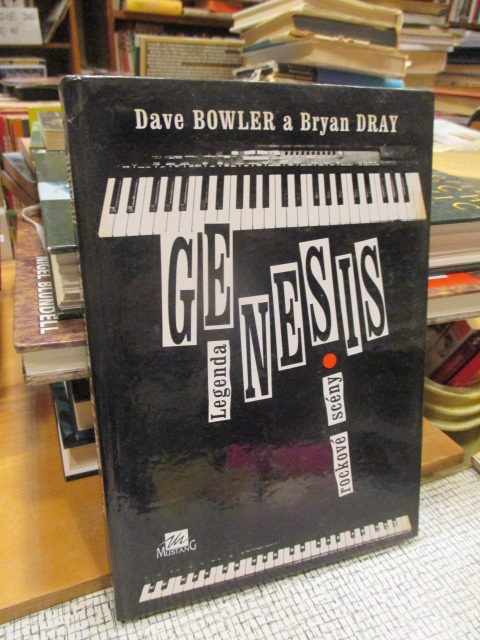 Dave BOWLER a Bryan DRAY
GENESIS
Legenda
rockové scény
MUSTANG
NIGEL BLUNDELL